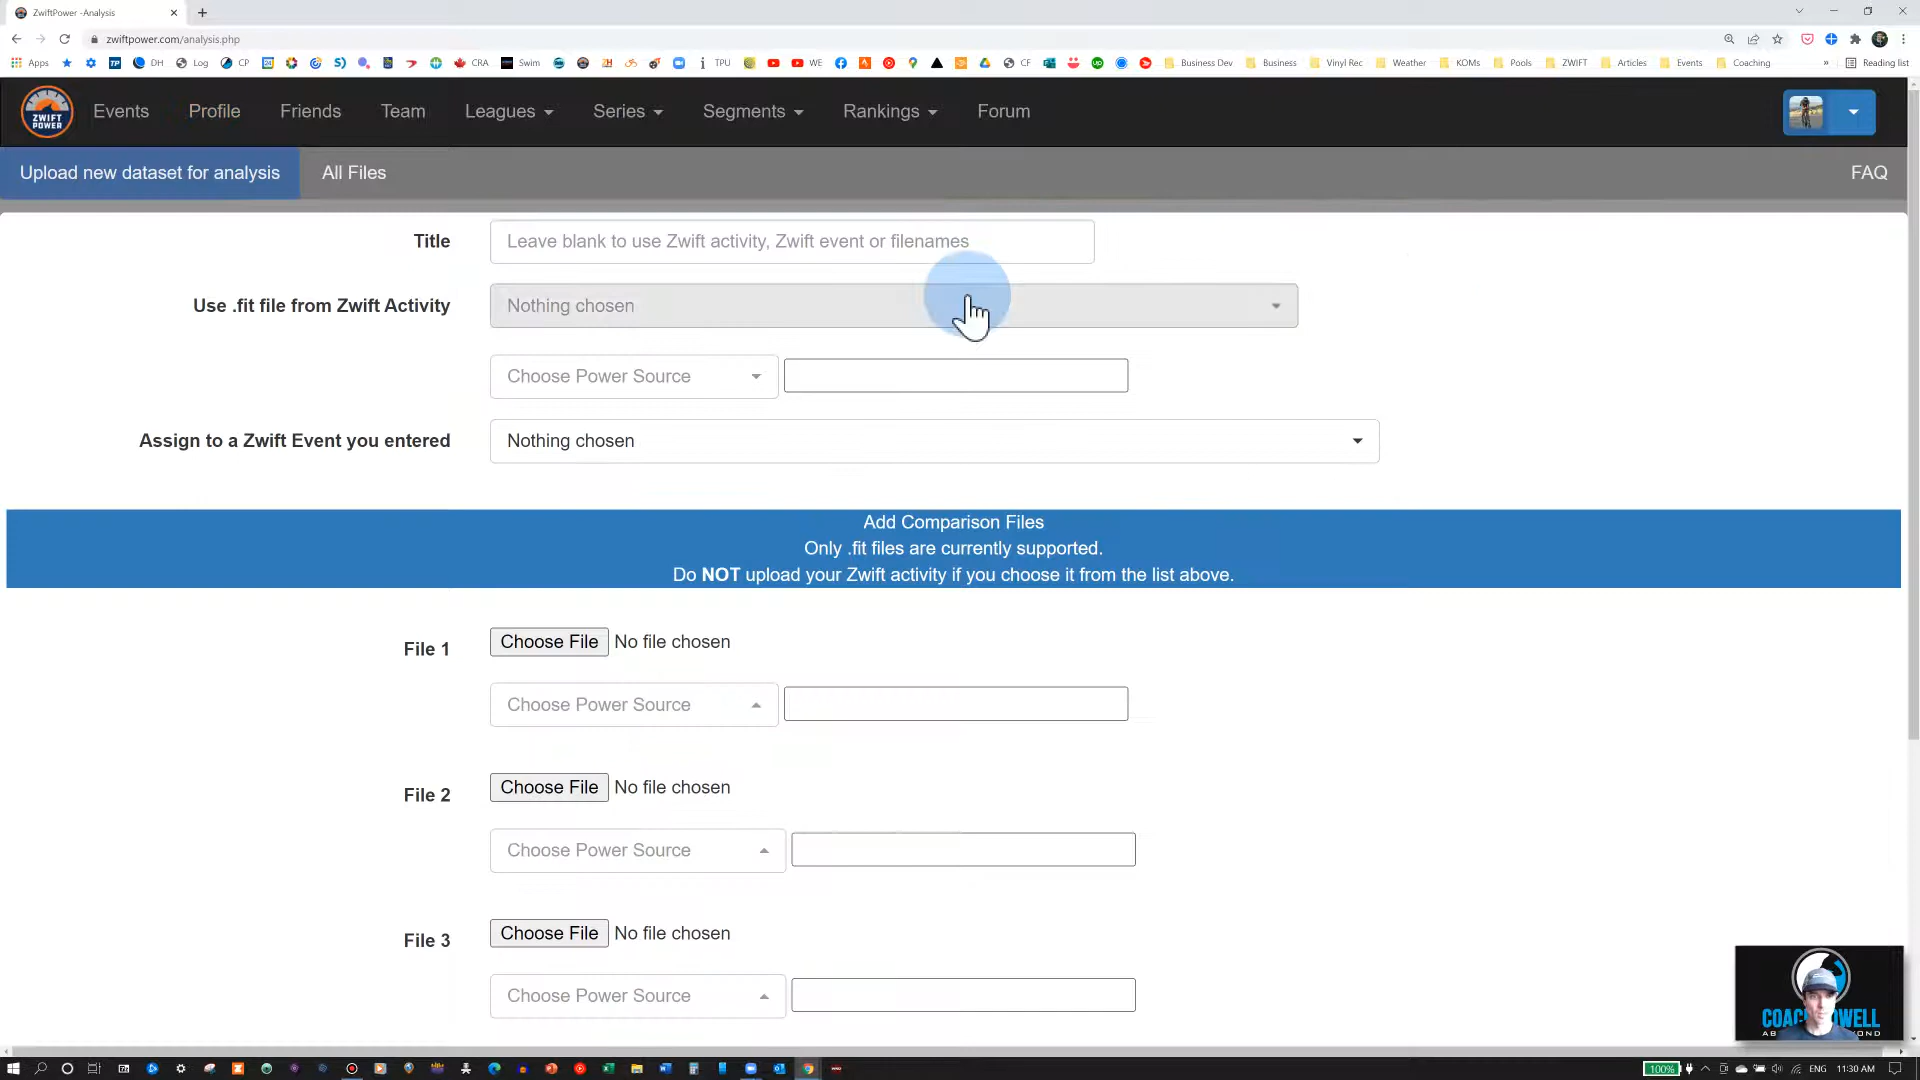 ZwiftPower -Analysis
zwiftpower.com/analysis.php
Apps TP DH Log CP CRA Swim TPU WE CF Business Dev Business Vinyl Rec Weather KOMs Pools ZWIFT Articles Events Coaching » Reading list
ZWIFT POWER
Events Profile Friends Team Leagues Series Segments Rankings Forum
Upload new dataset for analysis All Files FAQ
Title Leave blank to use Zwift activity, Zwift event or filenames
Use .fit file from Zwift Activity Nothing chosen
Choose Power Source
Assign to a Zwift Event you entered Nothing chosen
Add Comparison Files
Only .fit files are currently supported.
Do NOT upload your Zwift activity if you choose it from the list above.
File 1 Choose File No file chosen
Choose Power Source
File 2 Choose File No file chosen
Choose Power Source
File 3 Choose File No file chosen
Choose Power Source
100% ENG 11:30 AM